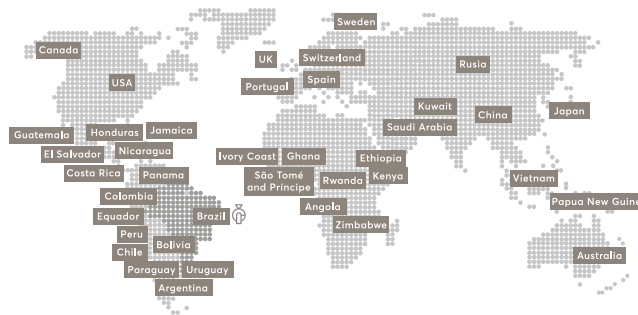 Sweden
Canada
UK
Switzerland
Rusia
USA
Portugal
Spain
Kuwait
China
Japan
Guatemala
Honduras
Jamaica
Saudi Arabia
El Salvador
Nicaragua
Ivory Coast
Ghana
Ethiopia
Costa Rica
Panama
São Tomé
and Príncipe
Rwanda
Kenya
Vietnam
Colombia
Angola
Papua New Guine
Equador
Brazil
Zimbabwe
Peru
Bolivia
Chile
Australia
Paraguay
Uruguay
Argentina